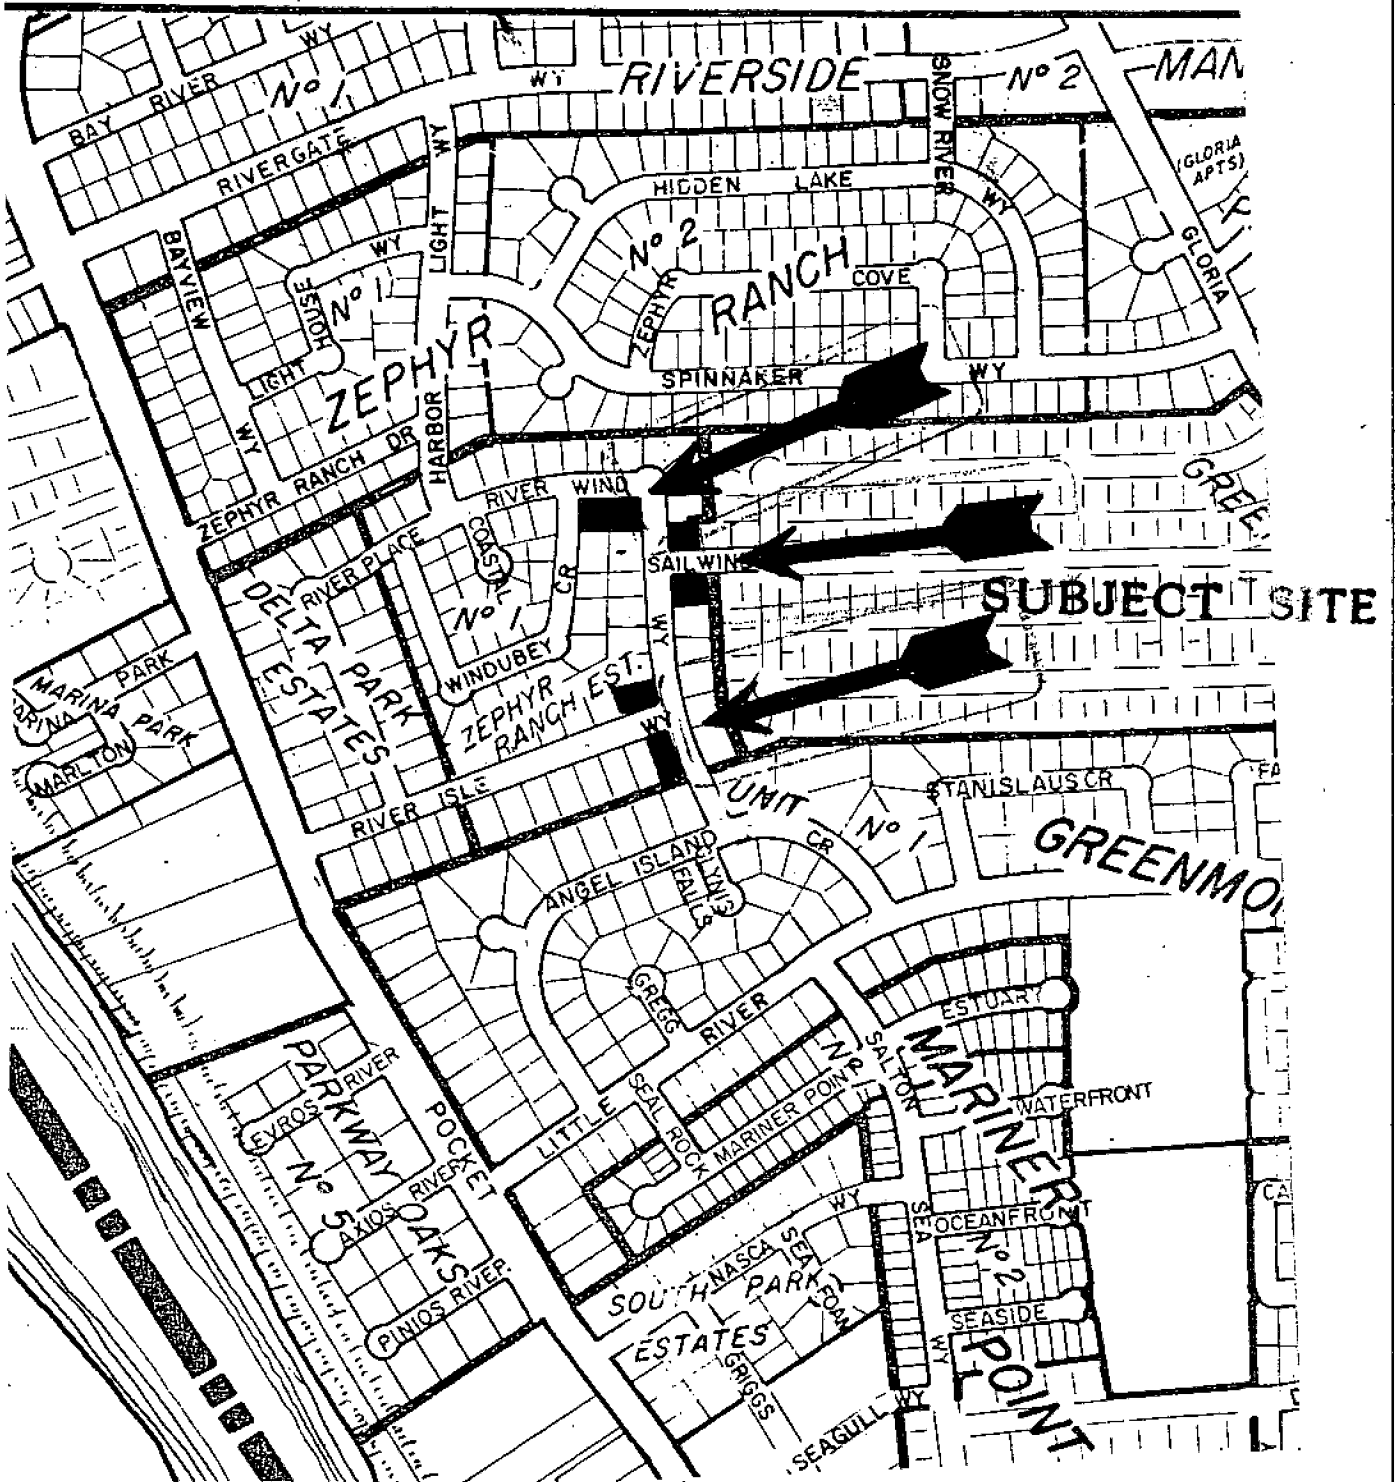 WY
RIVER
BAY
Nº 1
WY
RIVERSIDE
SNOW RIVER
WY
Nº 2
MAN
RIVERGATE
(GLORIA
APTS)
HIDDEN LAKE
LIGHT WY
BAYVIEW
WY
HOUSE
LIGHT
WY
Nº 1
Nº 2
ZEPHYR
RANCH
COVE
GLORIA
ZEPHYR
HARBOR
SPINNAKER
WY
ZEPHYR RANCH DR
RIVER WIND
GREE
RIVER PLACE
COASTAL
CR
SAILWIND
WY
SUBJECT SITE
DELTA PARK
ESTATES
Nº 1
WINDUBEY
ZEPHYR
RANCH EST.
PARK
MARINA PARK
MARLTON
WY
RIVER ISLE
UNIT
Nº 1
STANISLAUS CR
FA
GREENMO
ANGEL ISLAND
CR
GREGG
RIVER
LITTLE
ESTUARY
SALTON
MARINER
POINT
Nº 2
SEAL ROCK
MARINER POINT
WATERFRONT
PARKWAY
OAKS
Nº 5
EVROS RIVER
POCKET
AXIOS RIVER
PINIOS RIVER
WY
SEA
WY
OCEANFRONT
CA
SOUTH
PARK
ESTATES
NASCA
SEA FOAM
SEASIDE
GRIGGS
SEAGULL WY